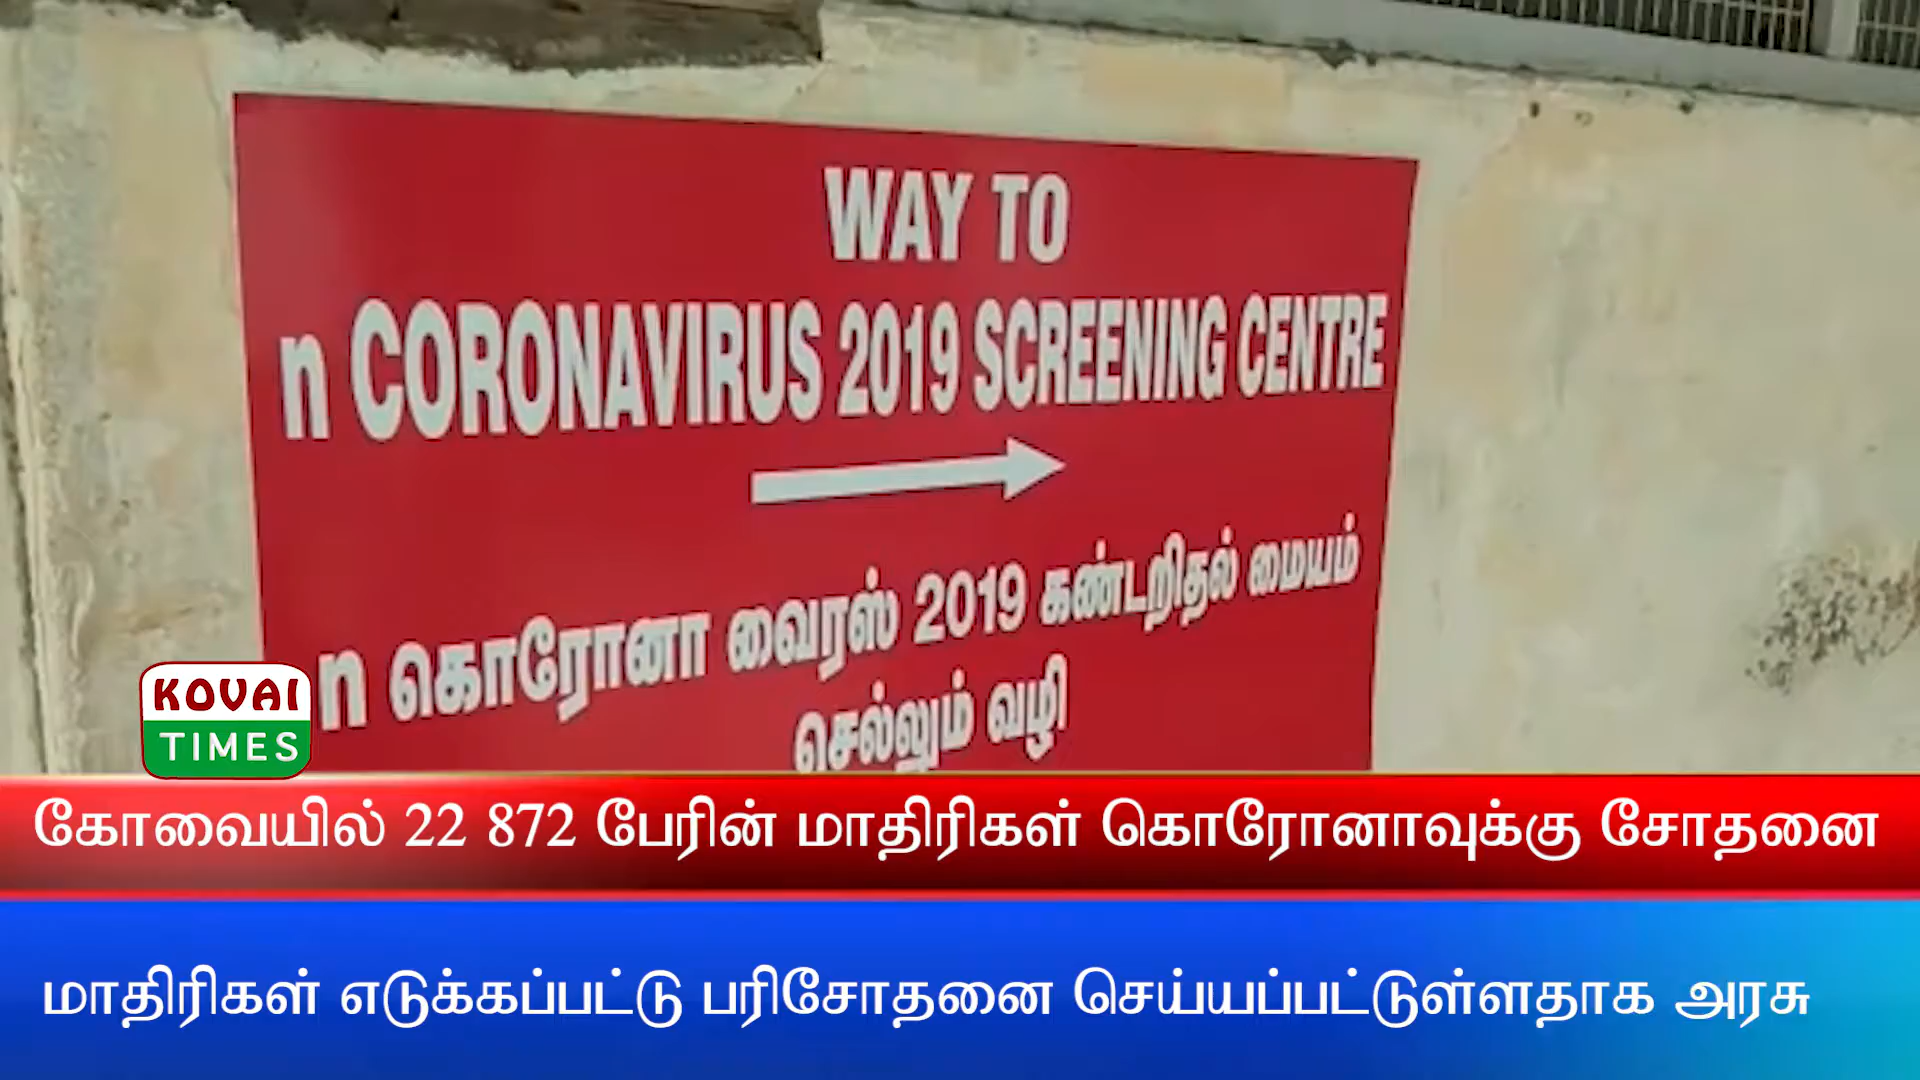 WAY TO
n CORONAVIRUS 2019 SCREENING CENTRE
n கொரோனா வைரஸ் 2019 கண்டறிதல் மையம்
செல்லும் வழி
KOVAI
TIMES
கோவையில் 22 872 பேரின் மாதிரிகள் கொரோனாவுக்கு சோதனை
மாதிரிகள் எடுக்கப்பட்டு பரிசோதனை செய்யப்பட்டுள்ளதாக அரசு